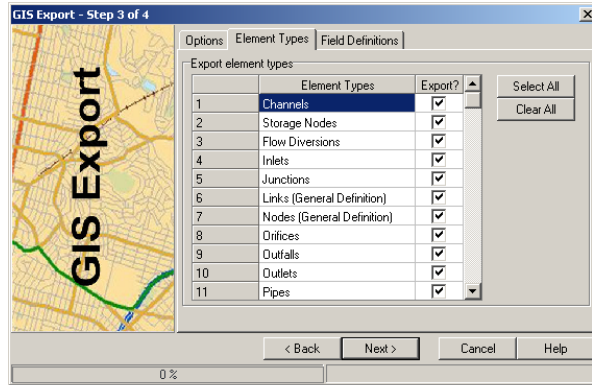 GIS Export - Step 3 of 4
GIS Export
Options Element Types Field Definitions
Export element types
Element Types Export?
1 Channels
2 Storage Nodes
3 Flow Diversions
4 Inlets
5 Junctions
6 Links (General Definition)
7 Nodes (General Definition)
8 Orifices
9 Outfalls
10 Outlets
11 Pipes
Select All
Clear All
< Back Next > Cancel Help
0 %